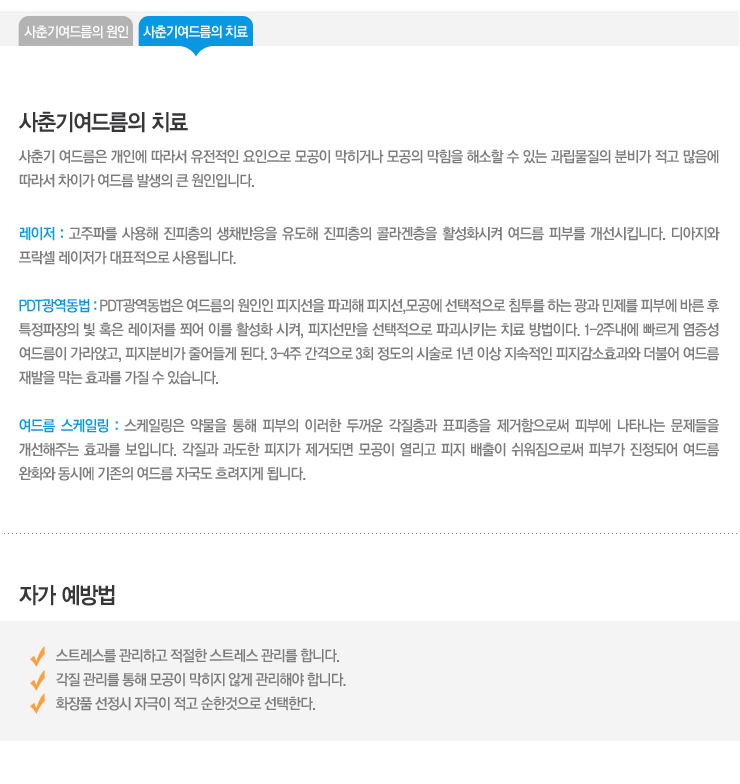 사춘기여드름의 원인
사춘기여드름의 치료
사춘기여드름의 치료
사춘기 여드름은 개인에 따라서 유전적인 요인으로 모공이 막히거나 모공의 막힘을 해소할 수 있는 과립물질의 분비가 적고 많음에
따라서 차이가 여드름 발생의 큰 원인입니다.
레이저 : 고주파를 사용해 진피층의 생채반응을 유도해 진피층의 콜라겐층을 활성화시켜 여드름 피부를 개선시킵니다. 디아지와
프락셀 레이저가 대표적으로 사용됩니다.
PDT광역동법 : PDT광역동법은 여드름의 원인인 피지선을 파괴해 피지선,모공에 선택적으로 침투를 하는 광과 민제를 피부에 바른 후
특정파장의 빛 혹은 레이저를 쬐어 이를 활성화 시켜, 피지선만을 선택적으로 파괴시키는 치료 방법이다. 1-2주내에 빠르게 염증성
여드름이 가라앉고, 피지분비가 줄어들게 된다. 3-4주 간격으로 3회 정도의 시술로 1년 이상 지속적인 피지감소효과와 더불어 여드름
재발을 막는 효과를 가질 수 있습니다.
여드름 스케일링 : 스케일링은 약물을 통해 피부의 이러한 두꺼운 각질층과 표피층을 제거함으로써 피부에 나타나는 문제들을
개선해주는 효과를 보입니다. 각질과 과도한 피지가 제거되면 모공이 열리고 피지 배출이 쉬워짐으로써 피부가 진정되어 여드름
완화와 동시에 기존의 여드름 자국도 흐려지게 됩니다.
자가 예방법
스트레스를 관리하고 적절한 스트레스 관리를 합니다.
각질 관리를 통해 모공이 막히지 않게 관리해야 합니다.
화장품 선정시 자극이 적고 순한것으로 선택한다.